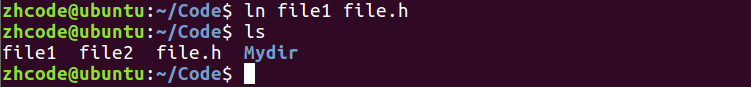 zhcode@ubuntu:~/Code$ ln file1 file.h
zhcode@ubuntu:~/Code$ ls
file1  file2  file.h  Mydir
zhcode@ubuntu:~/Code$